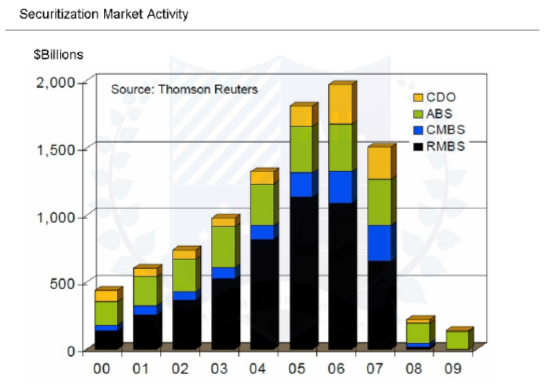 Securitization Market Activity
$Billions
2,000
Source: Thomson Reuters
CDO
ABS
CMBS
RMBS
1,500
1,000
500
0
00 01 02 03 04 05 06 07 08 09